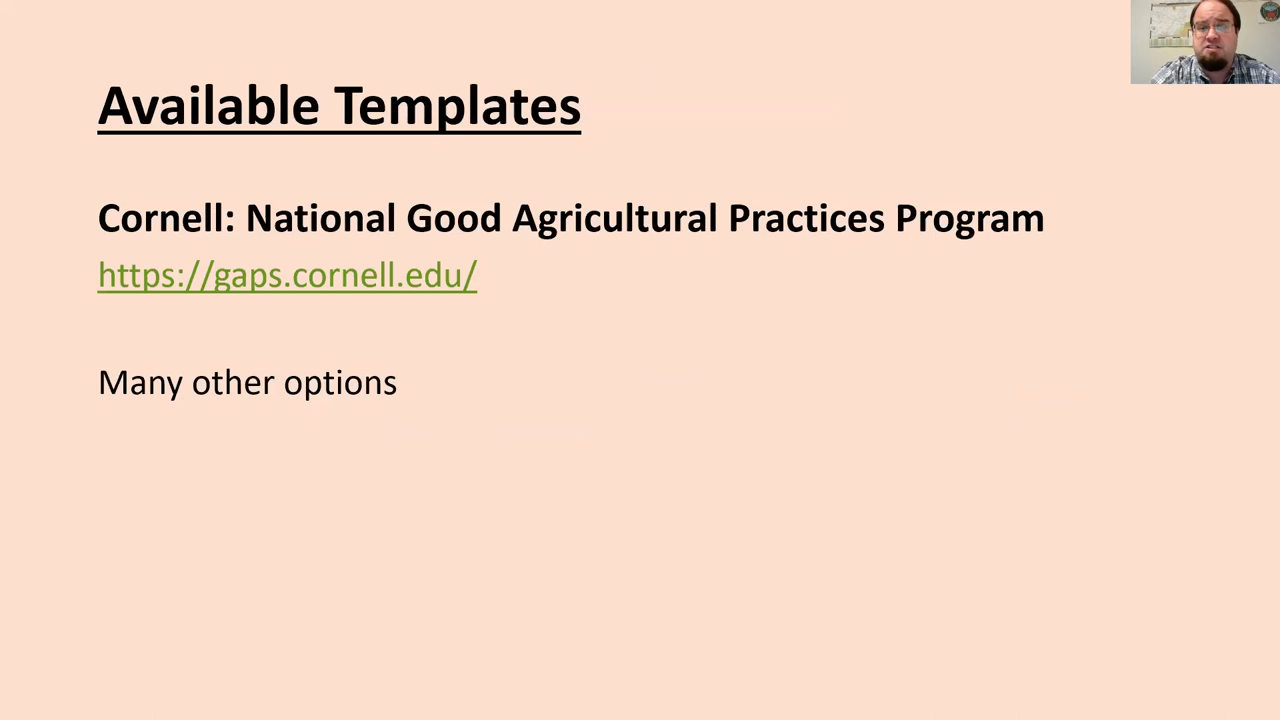 Available Templates
Cornell: National Good Agricultural Practices Program
https://gaps.cornell.edu/
Many other options